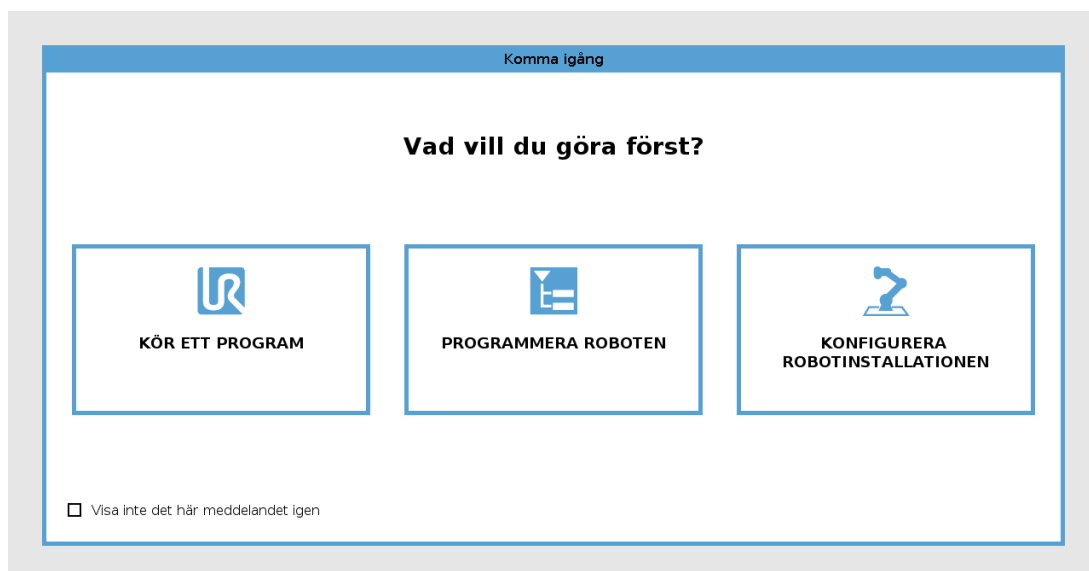 Komma igång
Vad vill du göra först?
KÖR ETT PROGRAM
PROGRAMMERA ROBOTEN
KONFIGURERA
ROBOTINSTALLATIONEN
Visa inte det här meddelandet igen